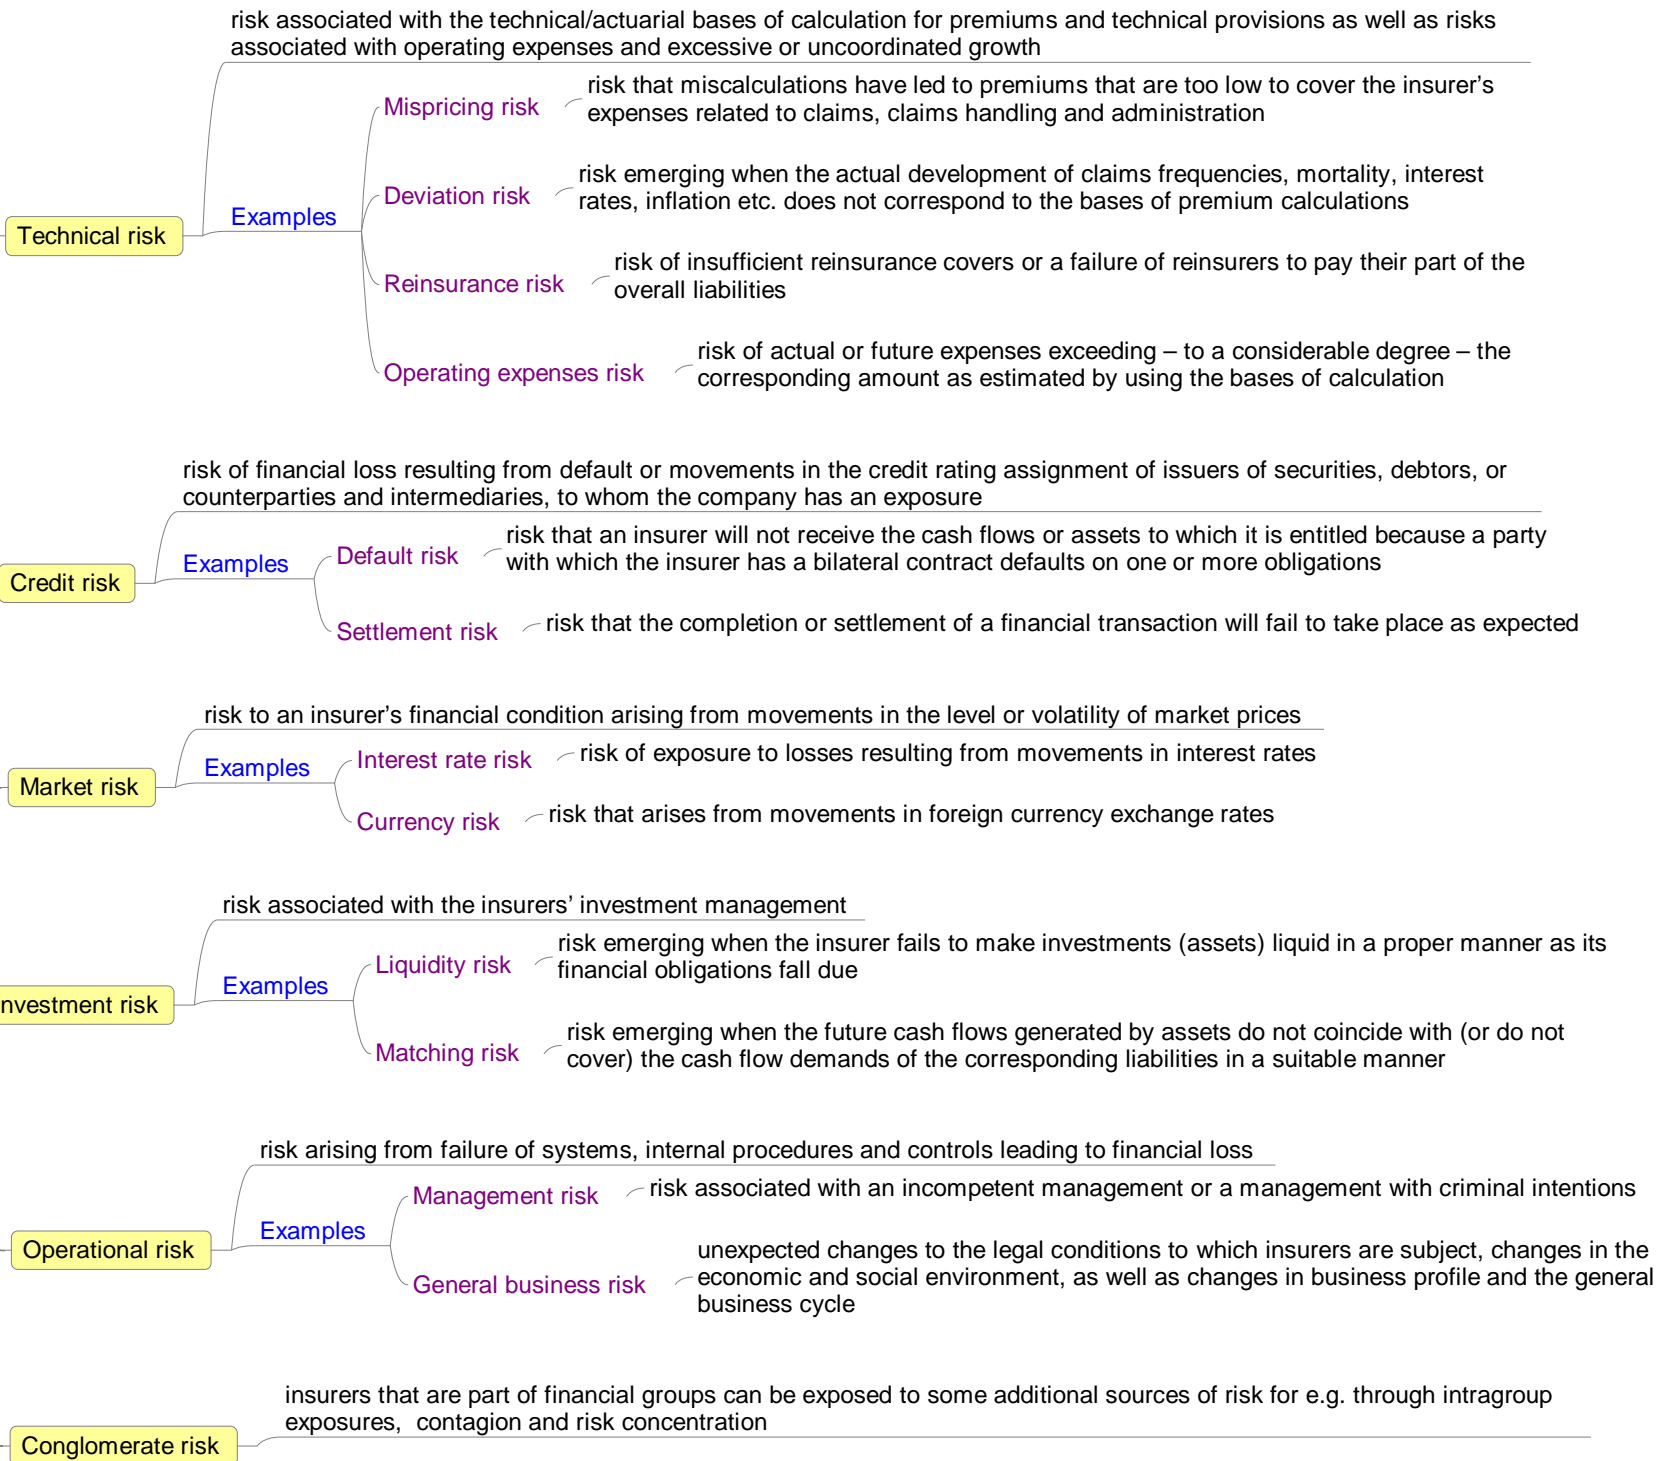 risk associated with the technical/actuarial bases of calculation for premiums and technical provisions as well as risks
associated with operating expenses and excessive or uncoordinated growth
Technical risk
Examples
Mispricing risk
risk that miscalculations have led to premiums that are too low to cover the insurer’s
expenses related to claims, claims handling and administration
Deviation risk
risk emerging when the actual development of claims frequencies, mortality, interest
rates, inflation etc. does not correspond to the bases of premium calculations
Reinsurance risk
risk of insufficient reinsurance covers or a failure of reinsurers to pay their part of the
overall liabilities
Operating expenses risk
risk of actual or future expenses exceeding – to a considerable degree – the
corresponding amount as estimated by using the bases of calculation
risk of financial loss resulting from default or movements in the credit rating assignment of issuers of securities, debtors, or
counterparties and intermediaries, to whom the company has an exposure
Credit risk
Examples
Default risk
risk that an insurer will not receive the cash flows or assets to which it is entitled because a party
with which the insurer has a bilateral contract defaults on one or more obligations
Settlement risk
risk that the completion or settlement of a financial transaction will fail to take place as expected
risk to an insurer’s financial condition arising from movements in the level or volatility of market prices
Market risk
Examples
Interest rate risk
risk of exposure to losses resulting from movements in interest rates
Currency risk
risk that arises from movements in foreign currency exchange rates
risk associated with the insurers’ investment management
nvestment risk
Examples
Liquidity risk
risk emerging when the insurer fails to make investments (assets) liquid in a proper manner as its
financial obligations fall due
Matching risk
risk emerging when the future cash flows generated by assets do not coincide with (or do not
cover) the cash flow demands of the corresponding liabilities in a suitable manner
risk arising from failure of systems, internal procedures and controls leading to financial loss
Operational risk
Examples
Management risk
risk associated with an incompetent management or a management with criminal intentions
General business risk
unexpected changes to the legal conditions to which insurers are subject, changes in the
economic and social environment, as well as changes in business profile and the general
business cycle
insurers that are part of financial groups can be exposed to some additional sources of risk for e.g. through intragroup
exposures,  contagion and risk concentration
Conglomerate risk